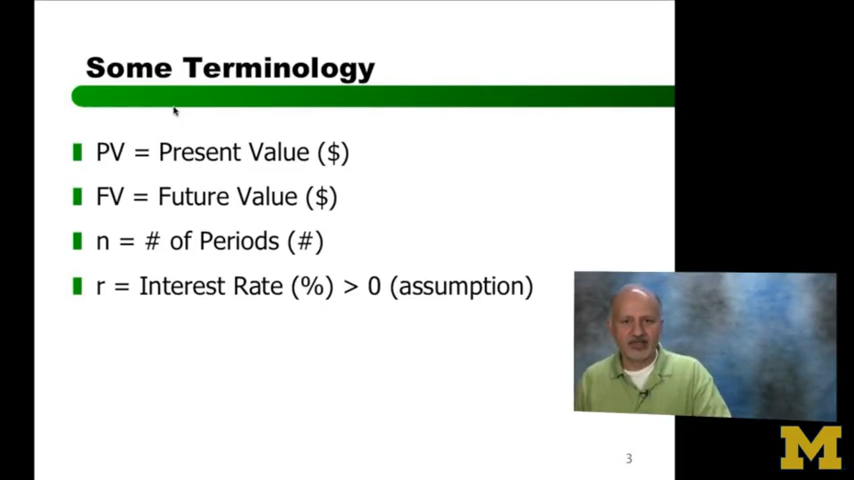 Some Terminology
PV = Present Value ($)
FV = Future Value ($)
n = # of Periods (#)
r = Interest Rate (%) > 0 (assumption)
3
M